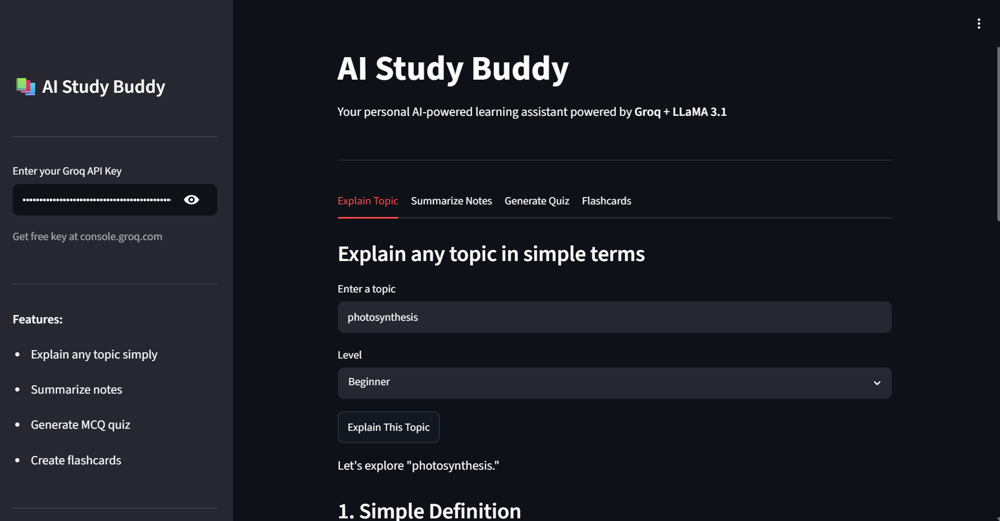 AI Study Buddy
Enter your Groq API Key
Get free key at console.groq.com
Features:
Explain any topic simply
Summarize notes
Generate MCQ quiz
Create flashcards
AI Study Buddy
Your personal AI-powered learning assistant powered by Groq + LLaMA 3.1
Explain Topic Summarize Notes Generate Quiz Flashcards
Explain any topic in simple terms
Enter a topic
photosynthesis
Level
Beginner
Explain This Topic
Let's explore "photosynthesis."
1. Simple Definition